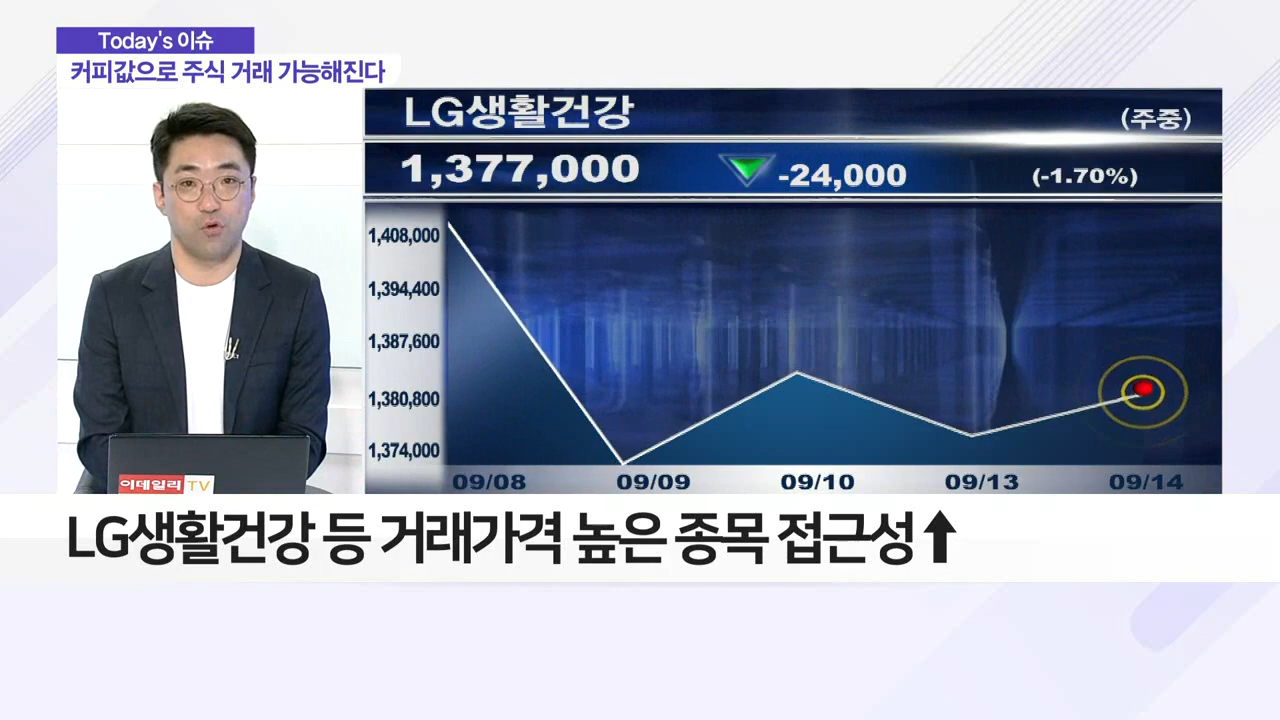 Today's 이슈
커피값으로 주식 거래 가능해진다
LG생활건강 (주중)
1,377,000 -24,000 (-1.70%)
1,408,000
1,394,400
1,387,600
1,380,800
1,374,000
09/08 09/09 09/10 09/13 09/14
이데일리 TV
LG생활건강 등 거래가격 높은 종목 접근성↑